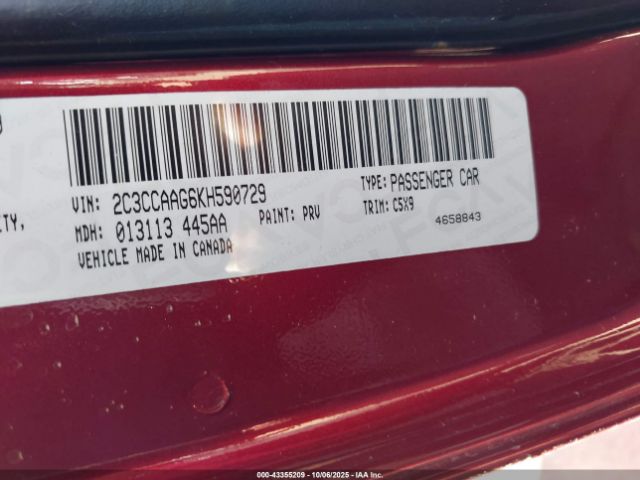 ITY,
VIN: 2C3CCAAG6KH590729
TYPE: PASSENGER CAR
MDH: 013113 445AA
PAINT: PRV
TRIM: C5X9
VEHICLE MADE IN CANADA
4658843
000-43355209 | 10/06/2025 | IAA Inc.